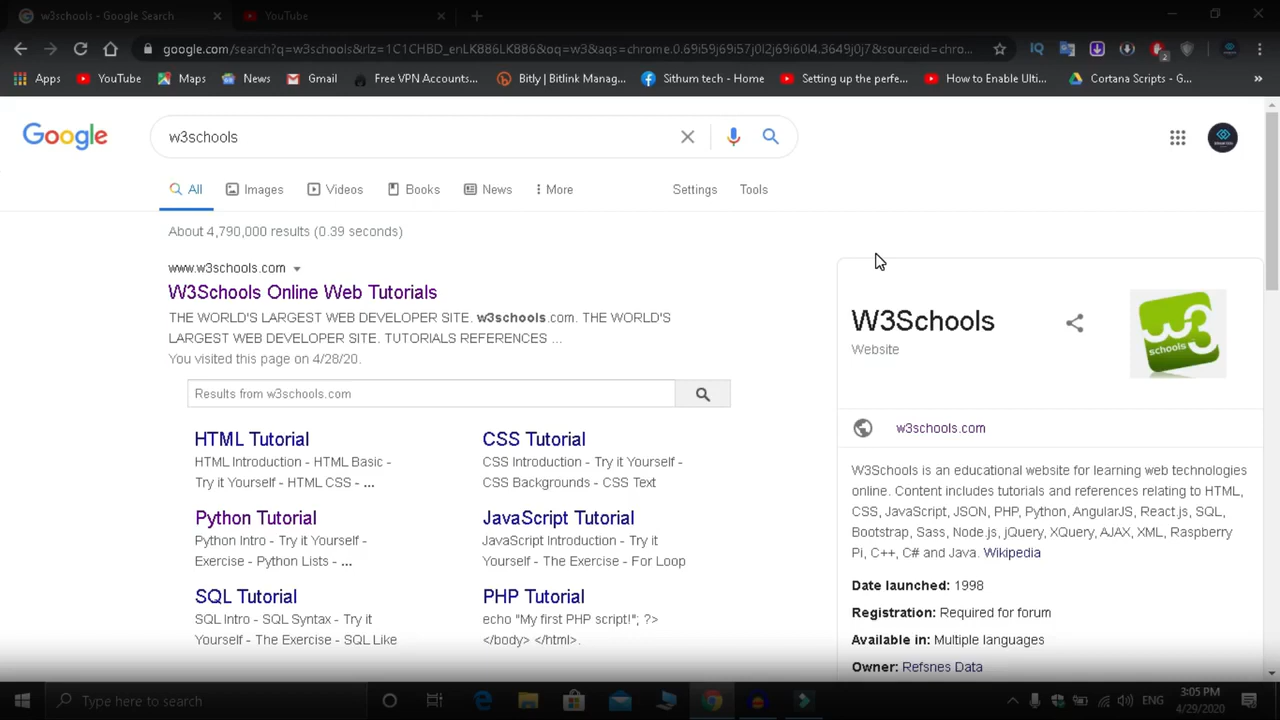 w3schools - Google Search
YouTube
google.com/search?q=w3schools&rlz=1C1CHBD_enLK886LK886&oq=w3&aqs=chrome.0.69i59j69i57j0l2j69i60l4.3649j0j7&sourceid=chro...
2
Apps YouTube Maps News Gmail Free VPN Accounts... Bitly | Bitlink Manag... Sithum tech - Home Setting up the perfe... How to Enable Ulti... Cortana Scripts - G... »
Google
w3schools
All Images Videos Books News More Settings Tools
About 4,790,000 results (0.39 seconds)
www.w3schools.com
W3Schools Online Web Tutorials
THE WORLD'S LARGEST WEB DEVELOPER SITE. w3schools.com. THE WORLD'S
LARGEST WEB DEVELOPER SITE. TUTORIALS REFERENCES ...
You visited this page on 4/28/20.
Results from w3schools.com
HTML Tutorial
HTML Introduction - HTML Basic -
Try it Yourself - HTML CSS - ...
CSS Tutorial
CSS Introduction - Try it Yourself -
CSS Backgrounds - CSS Text
Python Tutorial
Python Intro - Try it Yourself -
Exercise - Python Lists - ...
JavaScript Tutorial
JavaScript Introduction - Try it
Yourself - The Exercise - For Loop
SQL Tutorial
SQL Intro - SQL Syntax - Try it
Yourself - The Exercise - SQL Like
PHP Tutorial
echo "My first PHP script!"; ?>
</body> </html>.
W3Schools
Website
w3 schools
w3schools.com
W3Schools is an educational website for learning web technologies
online. Content includes tutorials and references relating to HTML,
CSS, JavaScript, JSON, PHP, Python, AngularJS, React.js, SQL,
Bootstrap, Sass, Node.js, jQuery, XQuery, AJAX, XML, Raspberry
Pi, C++, C# and Java. Wikipedia
Date launched: 1998
Registration: Required for forum
Available in: Multiple languages
Owner: Refsnes Data
Type here to search
ENG
3:05 PM
4/29/2020